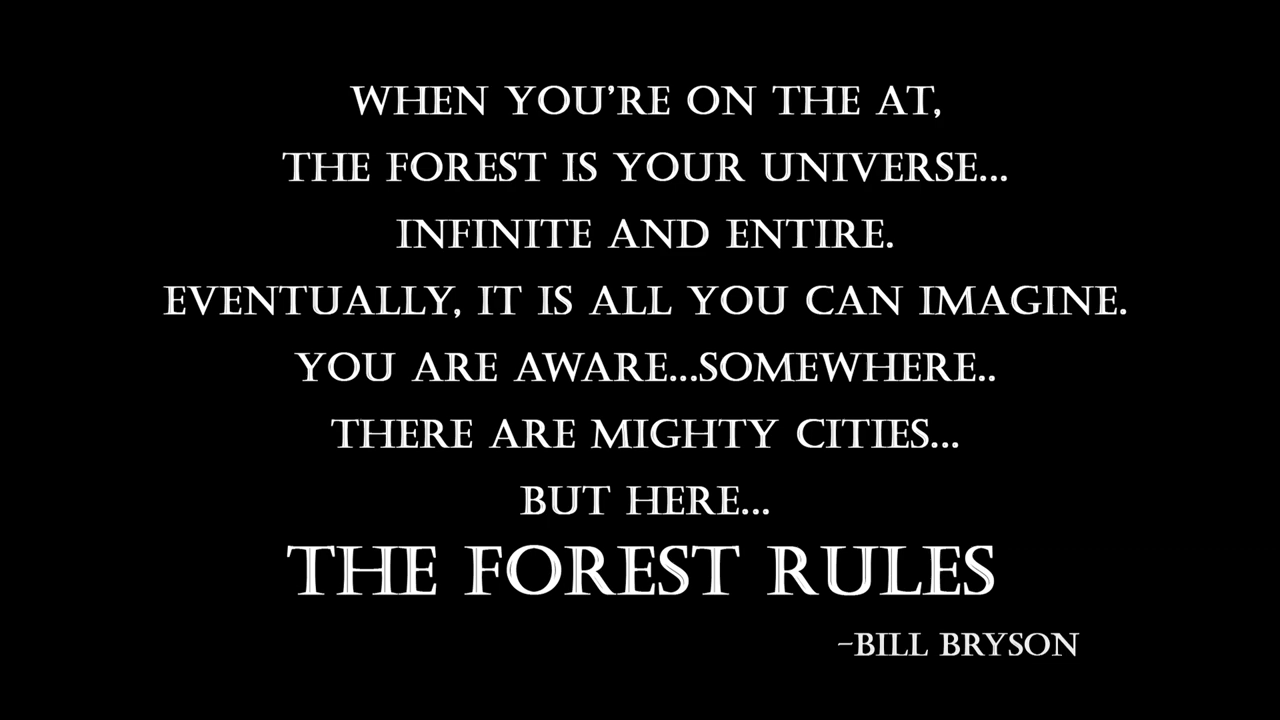 WHEN YOU'RE ON THE AT,
THE FOREST IS YOUR UNIVERSE...
INFINITE AND ENTIRE.
EVENTUALLY, IT IS ALL YOU CAN IMAGINE.
YOU ARE AWARE...SOMEWHERE..
THERE ARE MIGHTY CITIES...
BUT HERE...
THE FOREST RULES
~BILL BRYSON